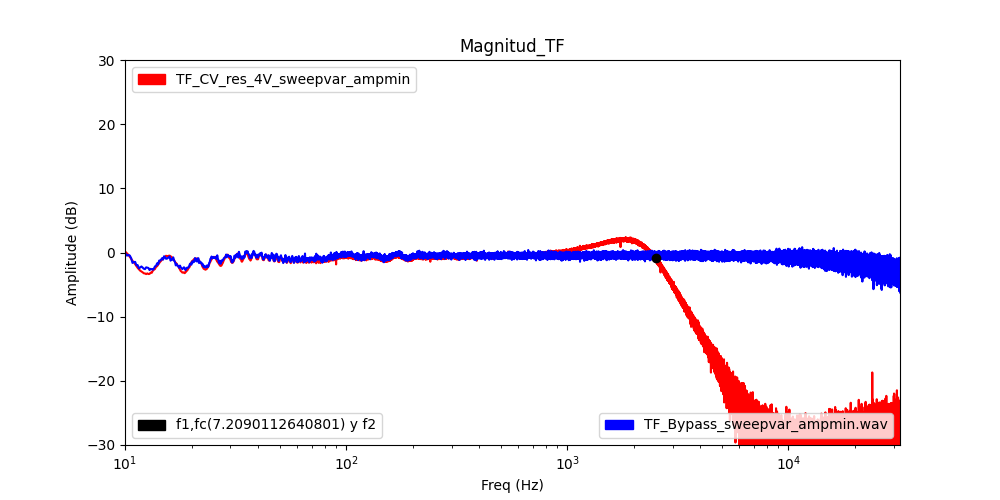 Magnitud_TF
30
TF_CV_res_4V_sweepvar_ampmin
20
10
0
Amplitude (dB)
−10
−20
f1,fc(7.2090112640801) y f2
TF_Bypass_sweepvar_ampmin.wav
−30
10¹
10²
10³
10⁴
Freq (Hz)